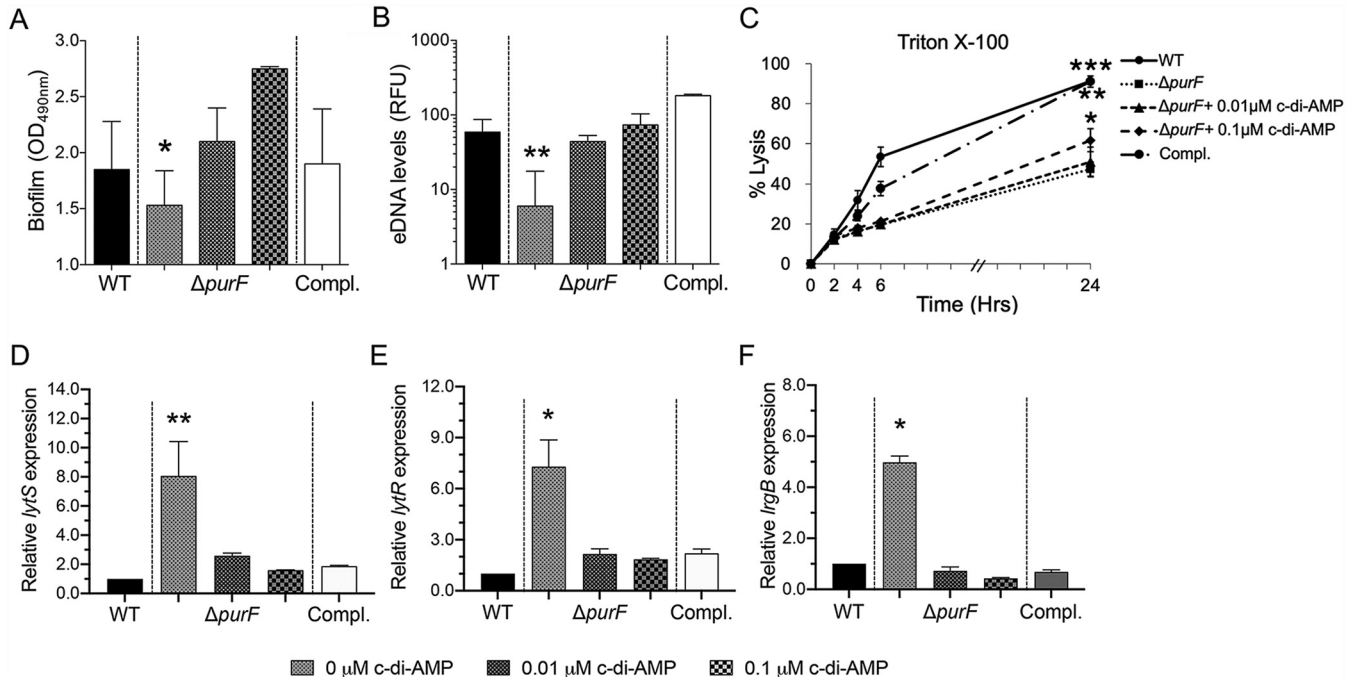 A
Biofilm (OD490nm)
3.0
2.5
2.0
1.5
1.0
*
WT
ΔpurF
Compl.
B
eDNA levels (RFU)
1000
100
10
1
**
WT
ΔpurF
Compl.
C
Triton X-100
% Lysis
100
80
60
40
20
0
***
**
*
0 2 4 6 24
Time (Hrs)
WT
ΔpurF
ΔpurF+ 0.01µM c-di-AMP
ΔpurF+ 0.1µM c-di-AMP
Compl.
D
Relative lytS expression
14.0
12.0
10.0
8.0
6.0
4.0
2.0
0.0
**
WT
ΔpurF
Compl.
E
Relative lytR expression
12.0
9.0
6.0
3.0
0.0
*
WT
ΔpurF
Compl.
F
Relative lrgB expression
8.0
6.0
4.0
2.0
0.0
*
WT
ΔpurF
Compl.
0 µM c-di-AMP
0.01 µM c-di-AMP
0.1 µM c-di-AMP